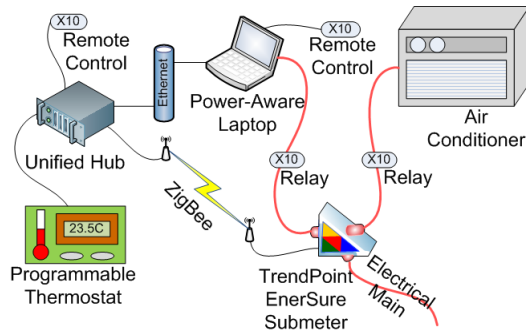 X10
Remote
Control
Ethernet
X10
Remote
Control
Power-Aware
Laptop
Air
Conditioner
Unified Hub
X10
Relay
X10
Relay
ZigBee
23.5C
Programmable
Thermostat
TrendPoint
EnerSure
Submeter
Electrical
Main